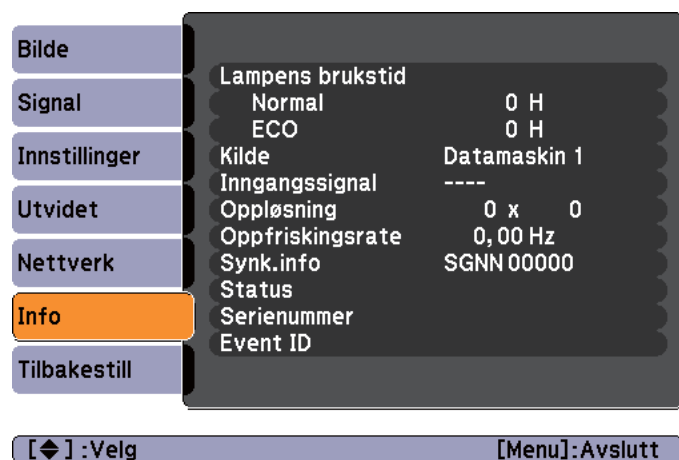 Bilde
Signal
Innstillinger
Utvidet
Nettverk
Info
Tilbakestill
Lampens brukstid
Normal 0 H
ECO 0 H
Kilde Datamaskin 1
Inngangssignal ----
Oppløsning 0 x 0
Oppfriskingsrate 0,00 Hz
Synk.info SGNN 00000
Status
Serienummer
Event ID
[◆] :Velg [Menu]:Avslutt